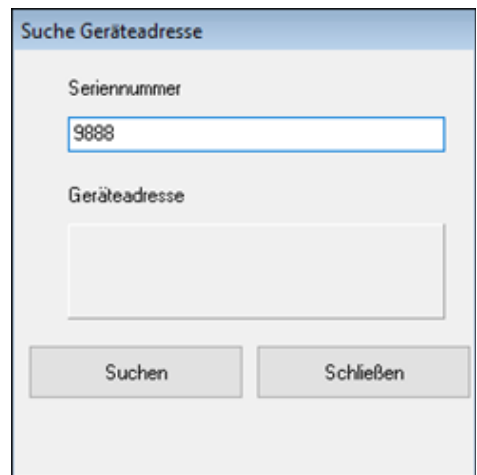 Suche Geräteadresse
Seriennummer
9888
Geräteadresse
Suchen
Schließen